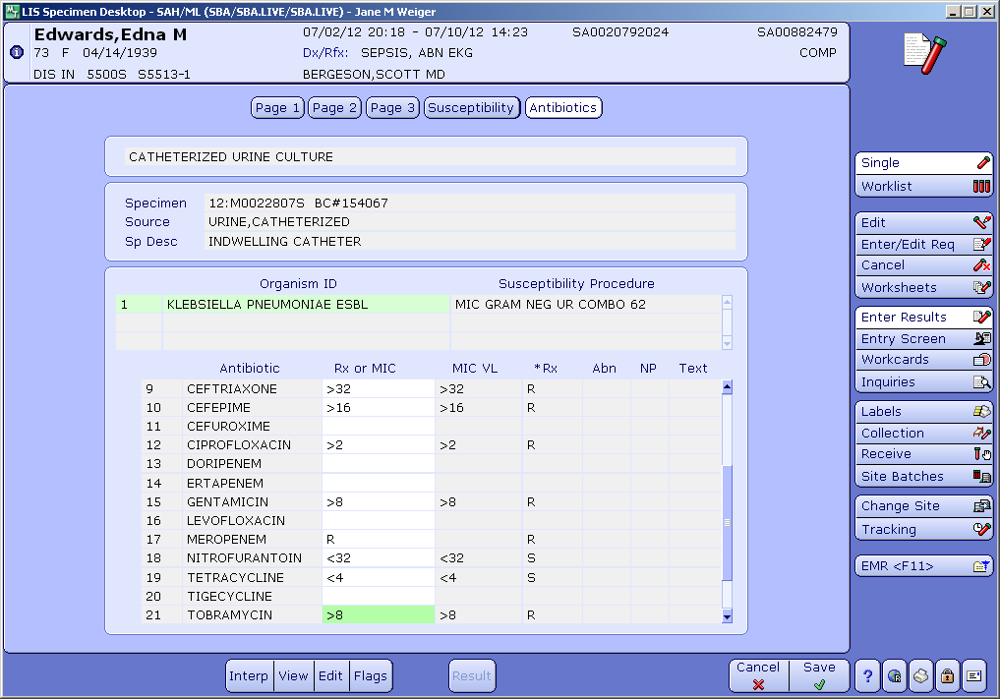 LIS Specimen Desktop - SAH/ML (SBA/SBA.LIVE/SBA.LIVE) - Jane M Weiger
Edwards,Edna M 07/02/12 20:18 - 07/10/12 14:23 SA0020792024 SA00882479
73 F 04/14/1939 Dx/Rfx: SEPSIS, ABN EKG COMP
DIS IN 5500S S5513-1 BERGESON,SCOTT MD
Page 1 Page 2 Page 3 Susceptibility Antibiotics
CATHETERIZED URINE CULTURE
Specimen 12:M0022807S BC#154067
Source URINE,CATHETERIZED
Sp Desc INDWELLING CATHETER
Organism ID Susceptibility Procedure
1 KLEBSIELLA PNEUMONIAE ESBL MIC GRAM NEG UR COMBO 62
Antibiotic Rx or MIC MIC VL *Rx Abn NP Text
9 CEFTRIAXONE >32 >32 R
10 CEFEPIME >16 >16 R
11 CEFUROXIME
12 CIPROFLOXACIN >2 >2 R
13 DORIPENEM
14 ERTAPENEM
15 GENTAMICIN >8 >8 R
16 LEVOFLOXACIN
17 MEROPENEM R R
18 NITROFURANTOIN <32 <32 S
19 TETRACYCLINE <4 <4 S
20 TIGECYCLINE
21 TOBRAMYCIN >8 >8 R
Single
Worklist
Edit
Enter/Edit Req
Cancel
Worksheets
Enter Results
Entry Screen
Workcards
Inquiries
Labels
Collection
Receive
Site Batches
Change Site
Tracking
EMR <F11>
Interp View Edit Flags Result Cancel Save ?